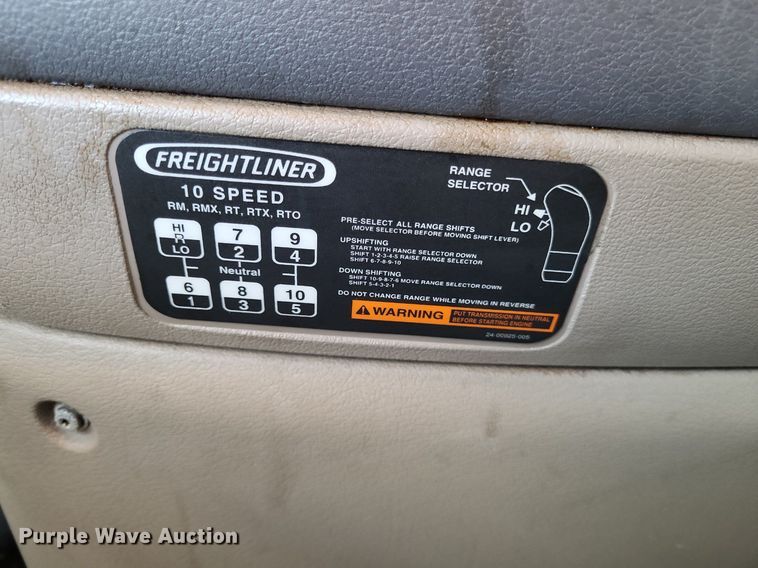 FREIGHTLINER
10 SPEED
RM, RMX, RT, RTX, RTO
HI
R
LO
7
2
9
4
Neutral
6
1
8
3
10
5
PRE-SELECT ALL RANGE SHIFTS
(MOVE SELECTOR BEFORE MOVING SHIFT LEVER)
UPSHIFTING
START WITH RANGE SELECTOR DOWN
SHIFT 1-2-3-4-5 RAISE RANGE SELECTOR
SHIFT 6-7-8-9-10
DOWN SHIFTING
SHIFT 10-9-8-7-6 MOVE RANGE SELECTOR DOWN
SHIFT 5-4-3-2-1
DO NOT CHANGE RANGE WHILE MOVING IN REVERSE
WARNING
PUT TRANSMISSION IN NEUTRAL
BEFORE STARTING ENGINE
24-00925-005
RANGE
SELECTOR
HI
LO
Purple Wave Auction